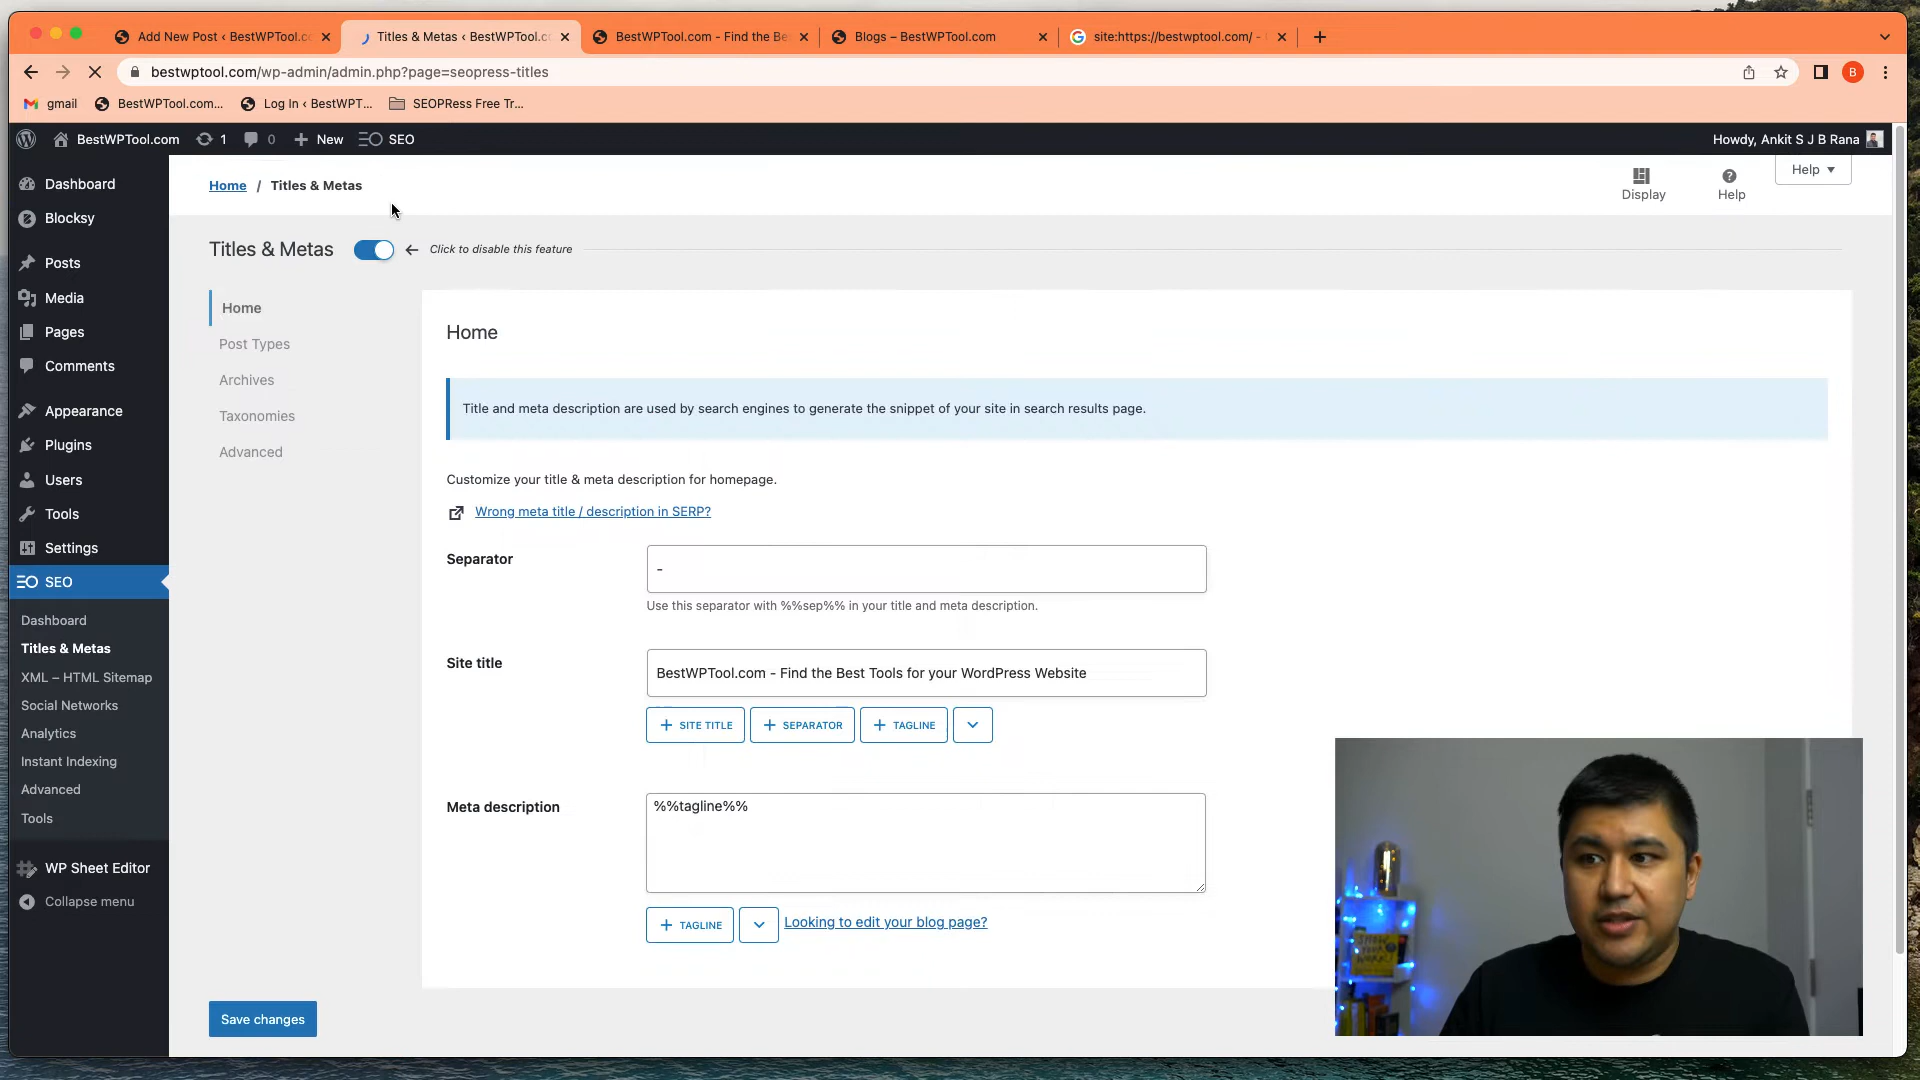 Add New Post ‹ BestWPTool.c
Titles & Metas ‹ BestWPTool.c
BestWPTool.com - Find the Be
Blogs – BestWPTool.com
site:https://bestwptool.com/ -
bestwptool.com/wp-admin/admin.php?page=seopress-titles
B
gmail
BestWPTool.com...
Log In ‹ BestWPT...
SEOPRess Free Tr...
BestWPTool.com
1
0
New
SEO
Howdy, Ankit S J B Rana
Dashboard
Blocksy
Posts
Media
Pages
Comments
Appearance
Plugins
Users
Tools
Settings
SEO
Dashboard
Titles & Metas
XML – HTML Sitemap
Social Networks
Analytics
Instant Indexing
Advanced
Tools
WP Sheet Editor
Collapse menu
Home / Titles & Metas
Display
Help
Help
Titles & Metas
Click to disable this feature
Home
Post Types
Archives
Taxonomies
Advanced
Home
Title and meta description are used by search engines to generate the snippet of your site in search results page.
Customize your title & meta description for homepage.
Wrong meta title / description in SERP?
Separator
-
Use this separator with %%sep%% in your title and meta description.
Site title
BestWPTool.com - Find the Best Tools for your WordPress Website
SITE TITLE
SEPARATOR
TAGLINE
Meta description
%%tagline%%
TAGLINE
Looking to edit your blog page?
Save changes